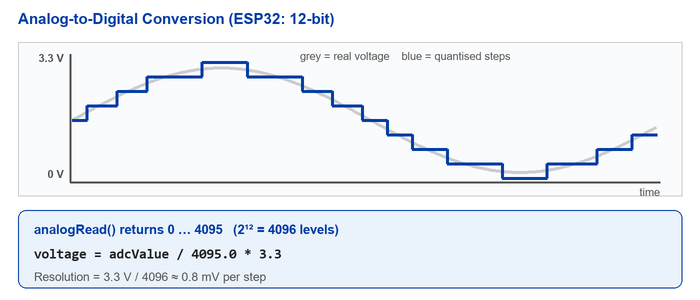 Analog-to-Digital Conversion (ESP32: 12-bit)
3.3 V
grey = real voltage blue = quantised steps
0 V
time
analogRead() returns 0 … 4095 (2¹² = 4096 levels)
voltage = adcValue / 4095.0 * 3.3
Resolution = 3.3 V / 4096 ≈ 0.8 mV per step